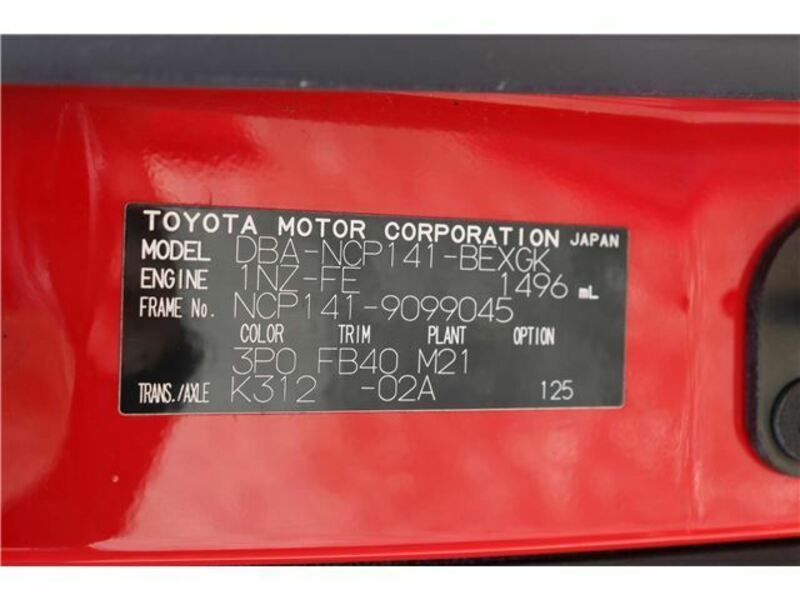 TOYOTA MOTOR CORPORATION JAPAN
MODEL DBA-NCP141-BEXGK
ENGINE 1NZ-FE 1496 mL
FRAME No. NCP141-9099045
COLOR TRIM PLANT OPTION
3P0 FB40 M21
TRANS./AXLE K312 -02A 125